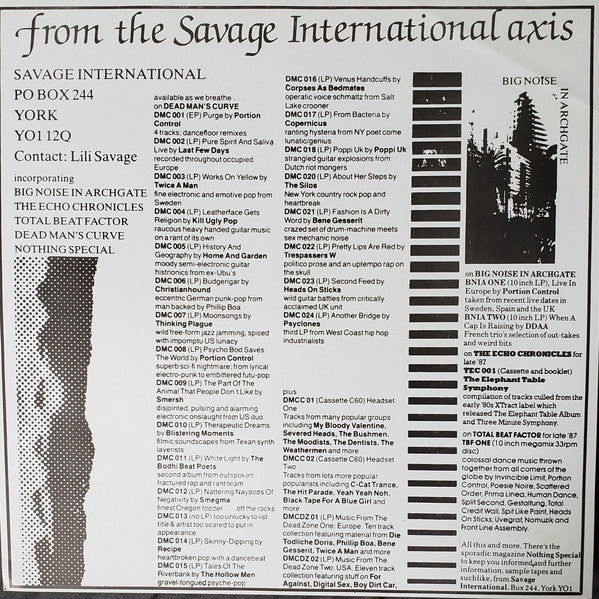 from the Savage International axis
SAVAGE INTERNATIONAL
PO BOX 244
YORK
YO1 12Q
Contact: Lili Savage
incorporating
BIG NOISE IN ARCHGATE
THE ECHO CHRONICLES
TOTAL BEAT FACTOR
DEAD MAN'S CURVE
NOTHING SPECIAL
available as we breathe . . .
on DEAD MAN'S CURVE
DMC 001 (EP) Purge by Portion
Control
4 tracks; dancefloor remixes
DMC 002 (LP) Pure Spirit And Saliva
Live by Last Few Days
recorded throughout occupied
Europe
DMC 003 (LP) Works On Yellow by
Twice A Man
fine electronic and emotive pop from
Sweden
DMC 004 (LP) Leatherface Gets
Religion by Kill Ugly Pop
raucous heavy handed guitar music
on a rant of its own
DMC 005 (LP) History And
Geography by Home And Garden
moody semi-electronic guitar
histrionics from ex-Ubu's
DMC 006 (LP) Budgerigar by
Christianhound
eccentric German punk-pop from
man backed by Phillip Boa
DMC 007 (LP) Moonsongs by
Thinking Plague
wild free-form jazz jamming, spiced
with impromptu US lunacy
DMC 008 (LP) Psycho Bod Saves
The World by Portion Control
superb sci-fi nightmare; from lyrical
electro-punk to embittered futu-pop
DMC 009 (LP) The Part Of The
Animal That People Don't Like by
Smersh
disjointed, pulsing and alarming
electronic onslaught from US duo
DMC 010 (LP) Therapeutic Dreams
by Blistering Moments
filmic soundscapes from Texan synth
layerists
DMC 011 (LP) White Light by The
Bodhi Beat Poets
second album from outspoken
fractured rap and rant team
DMC 012 (LP) Nattering Naybobs Of
Negativity by Smegma
finest Oregon todder . . . off the rocks
DMC 013 (no LP) too unlucky to list
title & artist too scared to put in
appearance
DMC 014 (LP) Skinny-Dipping by
Recipe
heartbroken pop with a dancebeat
DMC 015 (LP) Tales Of The
Riverbank by The Hollow Men
gravel-tongued psyche-pop
DMC 016 (LP) Venus Handcuffs by
Corpses As Bedmates
operatic voice schmaltz from Salt
Lake crooner
DMC 017 (LP) From Bacteria by
Copernicus
ranting hysteria from NY poet come
lunatic/genius
DMC 018 (LP) Poppi Uk by Poppi Uk
strangled guitar explosions from
Dutch riot mongers
DMC 020 (LP) About Her Steps by
The Silos
New York country rock pop and
heartbreak
DMC 021 (LP) Fashion Is A Dirty
Word by Bene Gesserit
crazed set of drum-machine meets
sex mechanic noise
DMC 022 (LP) Pretty Lips Are Red by
Trespassers W
politico prose and an uptempo rap on
the skull
DMC 023 (LP) Second Feed by
Heads On Sticks
wild guitar battles from critically
acclaimed UK unit
DMC 024 (LP) Another Bridge by
Psyclones
third LP from West Coast hip hop
industrialists
plus
DMCC 01 (Cassette C60) Headset
One
Tracks from many popular groups
including My Bloody Valentine,
Severed Heads, The Bushmen,
The Moodists, The Dentists, The
Weathermen and more
DMCC 02 (Cassette C60) Headset
Two
Tracks from lots more popular
popularists including C-Cat Trance,
The Hit Parade, Yeah Yeah Noh,
Black Tape For A Blue Girl and
more
DMCDZ 01 (LP) Music From The
Dead Zone One: Europe. Ten track
collection featuring material from Die
Todliche Doris, Phillip Boa, Bene
Gesserit, Twice A Man and more
DMCDZ 02 (LP) Music From The
Dead Zone: USA. Eleven track
collection featuring stuff on For
Against, Digital Sex, Boy Dirt Car,
BIG NOISE
IN ARCHGATE
on BIG NOISE IN ARCHGATE
BNIA ONE (10 inch LP), Live In
Europe by Portion Control
taken from recent live dates in
Sweden, Spain and the UK
BNIA TWO (10 inch LP) When A
Cap Is Raising by DDAA
French trio's selection of out-takes
and weird bits
on THE ECHO CHRONICLES for
late '87
TEC 001 (Cassette and booklet)
The Elephant Table
Symphony
compilation of tracks culled from the
early '80s XTract label which
released The Elephant Table Album
and Three Minute Symphony.
on TOTAL BEAT FACTOR for late '87
TBF ONE (10 inch megamix 33rpm
disc)
colossal dance music thrown
together from all corners of the
globe by Invincible Limit, Portion
Control, Poesie Noire, Scattered
Order, Prima Linea, Human Dance,
Split Second, Gestalfung, Total
Credit Wall, Spit Like Paint, Heads
On Sticks, Uvegrat, Nomuzik and
Front Line Assembly.
All this and more. There's the
sporadic magazine Nothing Special
to keep you informed, and further
information, sample tapes and
suchlike, from Savage
International, Box 244, York YO1